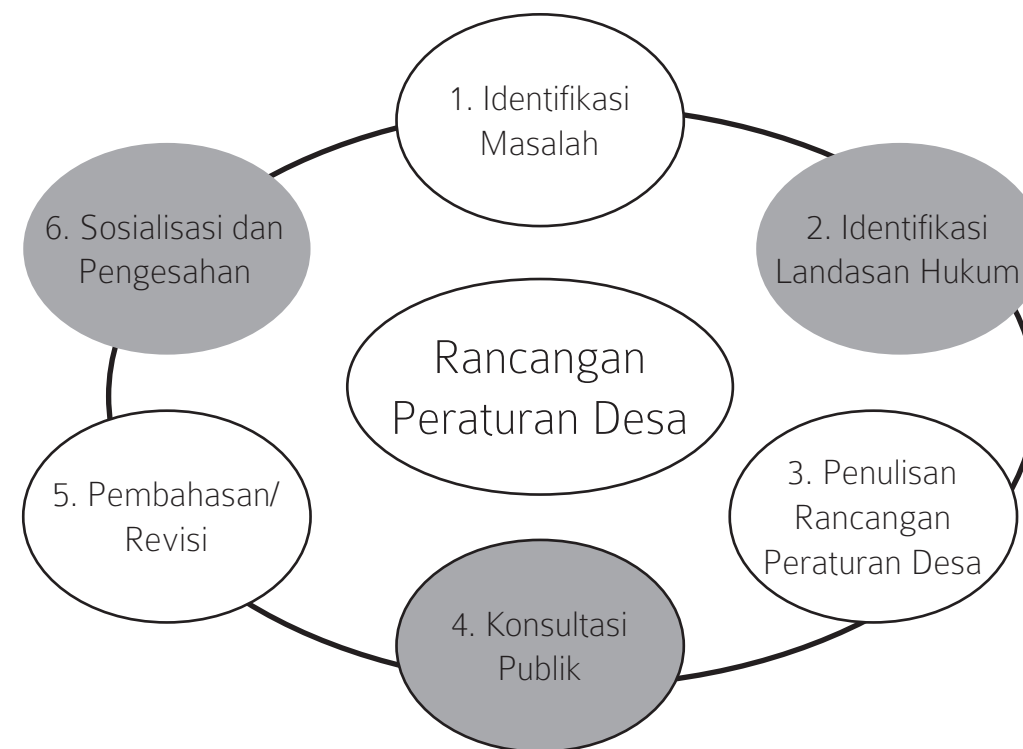 1. Identifikasi
Masalah
2. Identifikasi
Landasan Hukum
3. Penulisan
Rancangan
Peraturan Desa
4. Konsultasi
Publik
5. Pembahasan/
Revisi
6. Sosialisasi dan
Pengesahan
Rancangan
Peraturan Desa